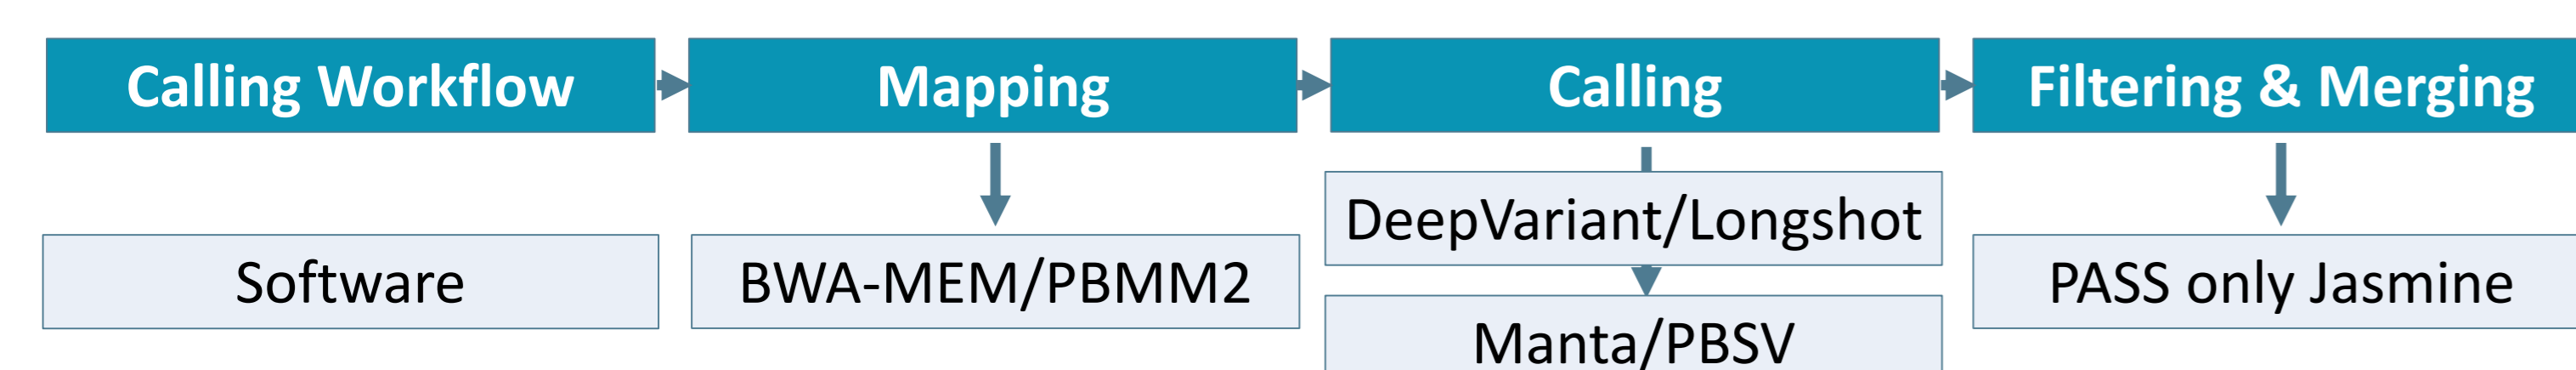 Calling Workflow
Mapping
Calling
Filtering & Merging
Software
BWA-MEM/PBMM2
DeepVariant/Longshot
Manta/PBSV
PASS only Jasmine